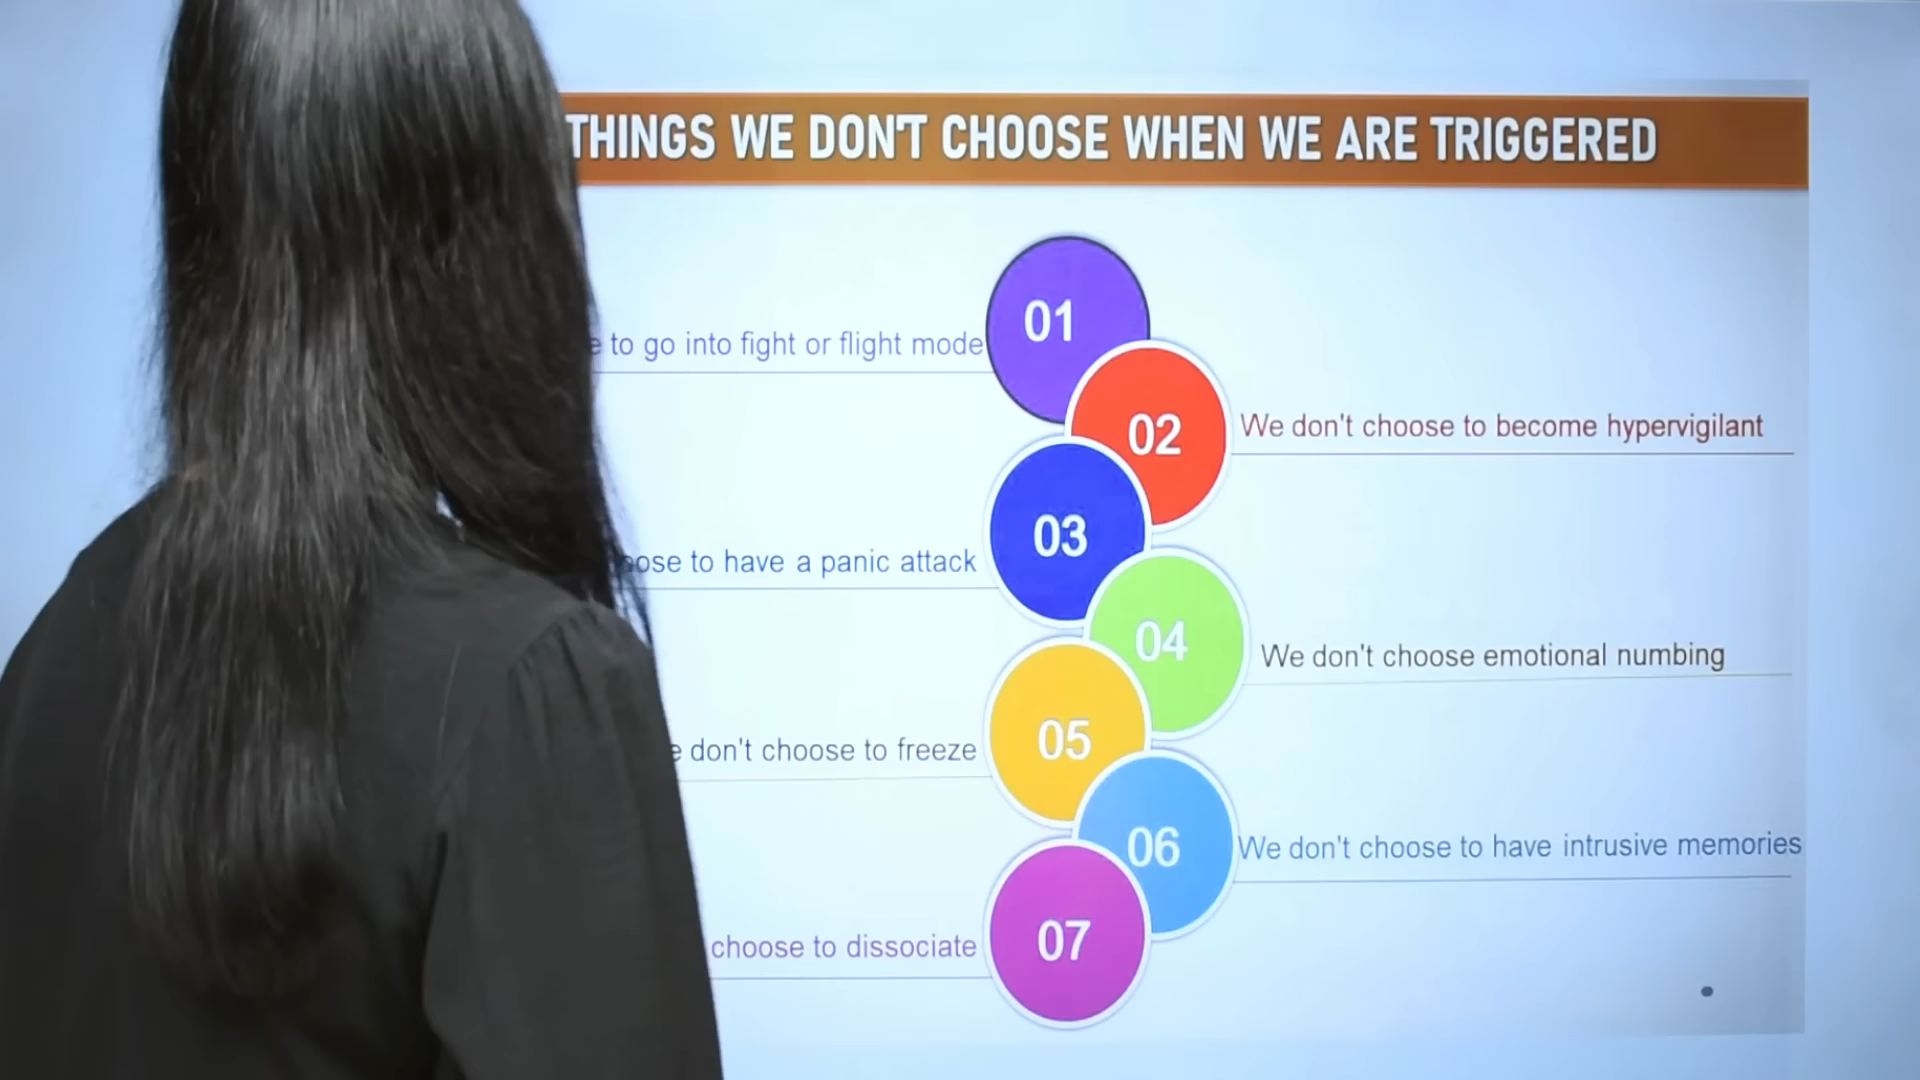 THINGS WE DON'T CHOOSE WHEN WE ARE TRIGGERED
01
to go into fight or flight mode
02
We don't choose to become hypervigilant
03
to have a panic attack
04
We don't choose emotional numbing
05
don't choose to freeze
06
We don't choose to have intrusive memories
07
choose to dissociate